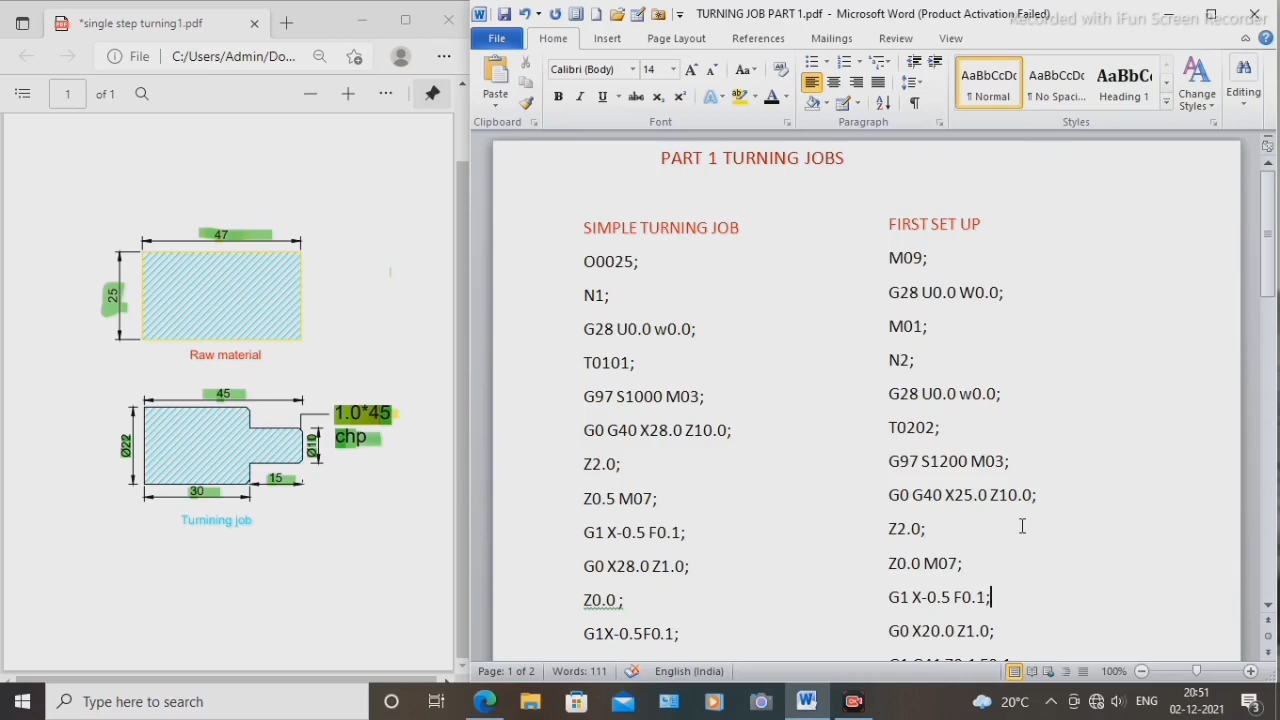 *single step turning1.pdf
File
C:/Users/Admin/Do...
1 of 1
47
25
Raw material
45
1.0*45
chp
Ø22
Ø10
15
30
Turnining job
TURNING JOB PART 1.pdf - Microsoft Word (Product Activation Failed)
Recorded with iFun Screen Recorder
File Home Insert Page Layout References Mailings Review View
Paste
Calibri (Body) 14
AaBbCcDc AaBbCcDc AaBbCc
¶ Normal ¶ No Spaci... Heading 1
Change Styles
Editing
Clipboard Font Paragraph Styles
PART 1 TURNING JOBS
SIMPLE TURNING JOB
O0025;
N1;
G28 U0.0 w0.0;
T0101;
G97 S1000 M03;
G0 G40 X28.0 Z10.0;
Z2.0;
Z0.5 M07;
G1 X-0.5 F0.1;
G0 X28.0 Z1.0;
Z0.0 ;
G1X-0.5F0.1;
FIRST SET UP
M09;
G28 U0.0 W0.0;
M01;
N2;
G28 U0.0 w0.0;
T0202;
G97 S1200 M03;
G0 G40 X25.0 Z10.0;
Z2.0;
Z0.0 M07;
G1 X-0.5 F0.1;
G0 X20.0 Z1.0;
Page: 1 of 2 Words: 111 English (India) 100%
Type here to search
20°C ENG 20:51
02-12-2021
3